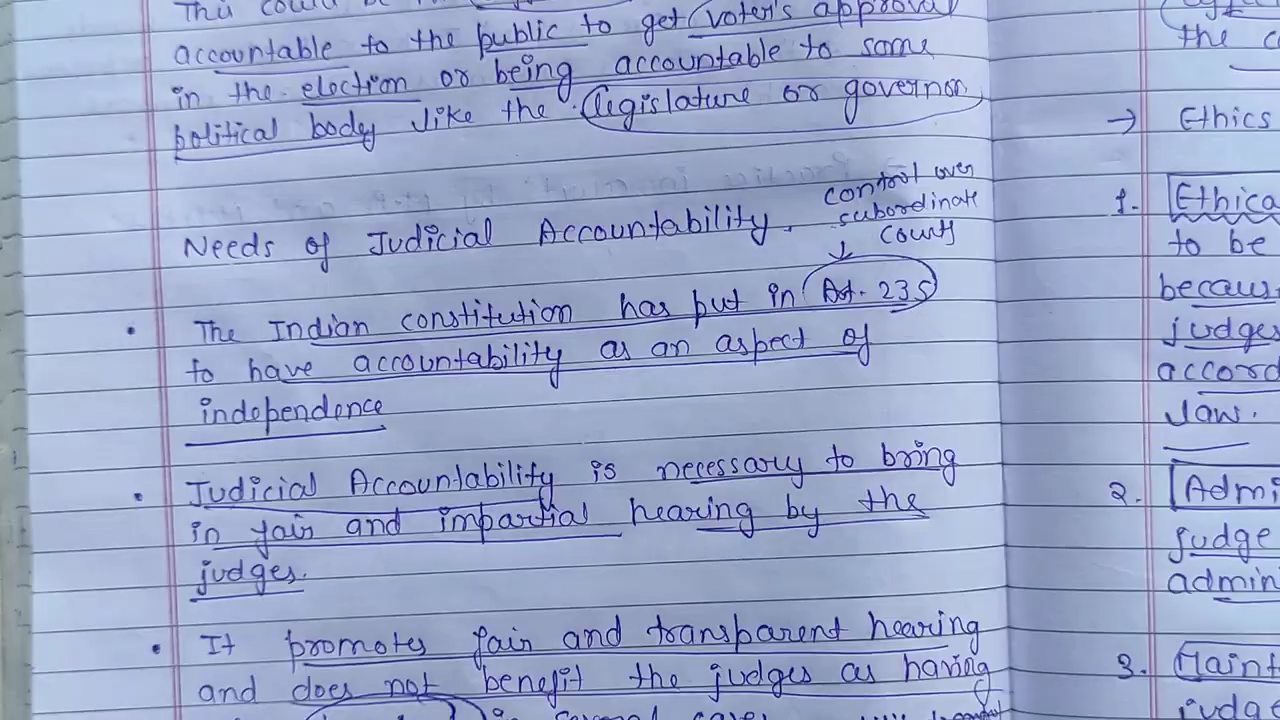 accountable to the public to get voter's approval
in the election or being accountable to some
political body like the legislature or governor
control over
subordinate
courts
Needs of Judicial Accountability.
• The Indian constitution has put in Art. 235
to have accountability as an aspect of
independence
• Judicial Accountability is necessary to bring
in fair and impartial hearing by the
judges.
• It promotes fair and transparent hearing
and does not benefit the judges as having
the
→ Ethics
1. Ethica
to be
becaus
judges
accord
law.
2. Admi
judge
admin
3. Maint
judge